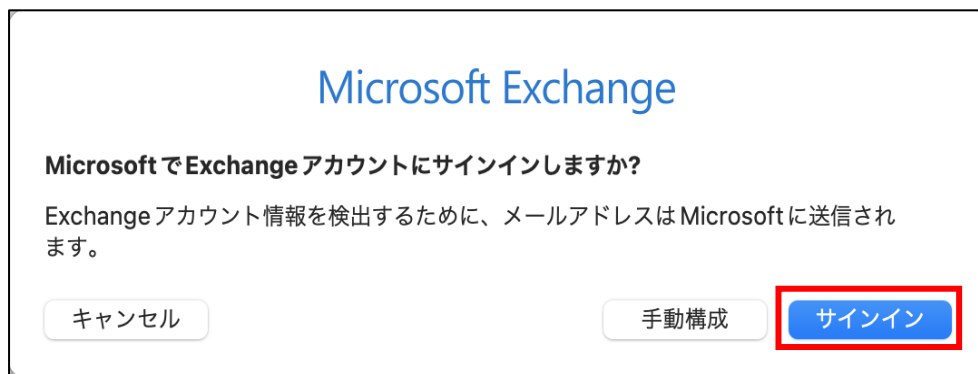 Microsoft Exchange
MicrosoftでExchangeアカウントにサインインしますか?
Exchangeアカウント情報を検出するために、メールアドレスはMicrosoftに送信され
ます。
キャンセル 手動構成 サインイン